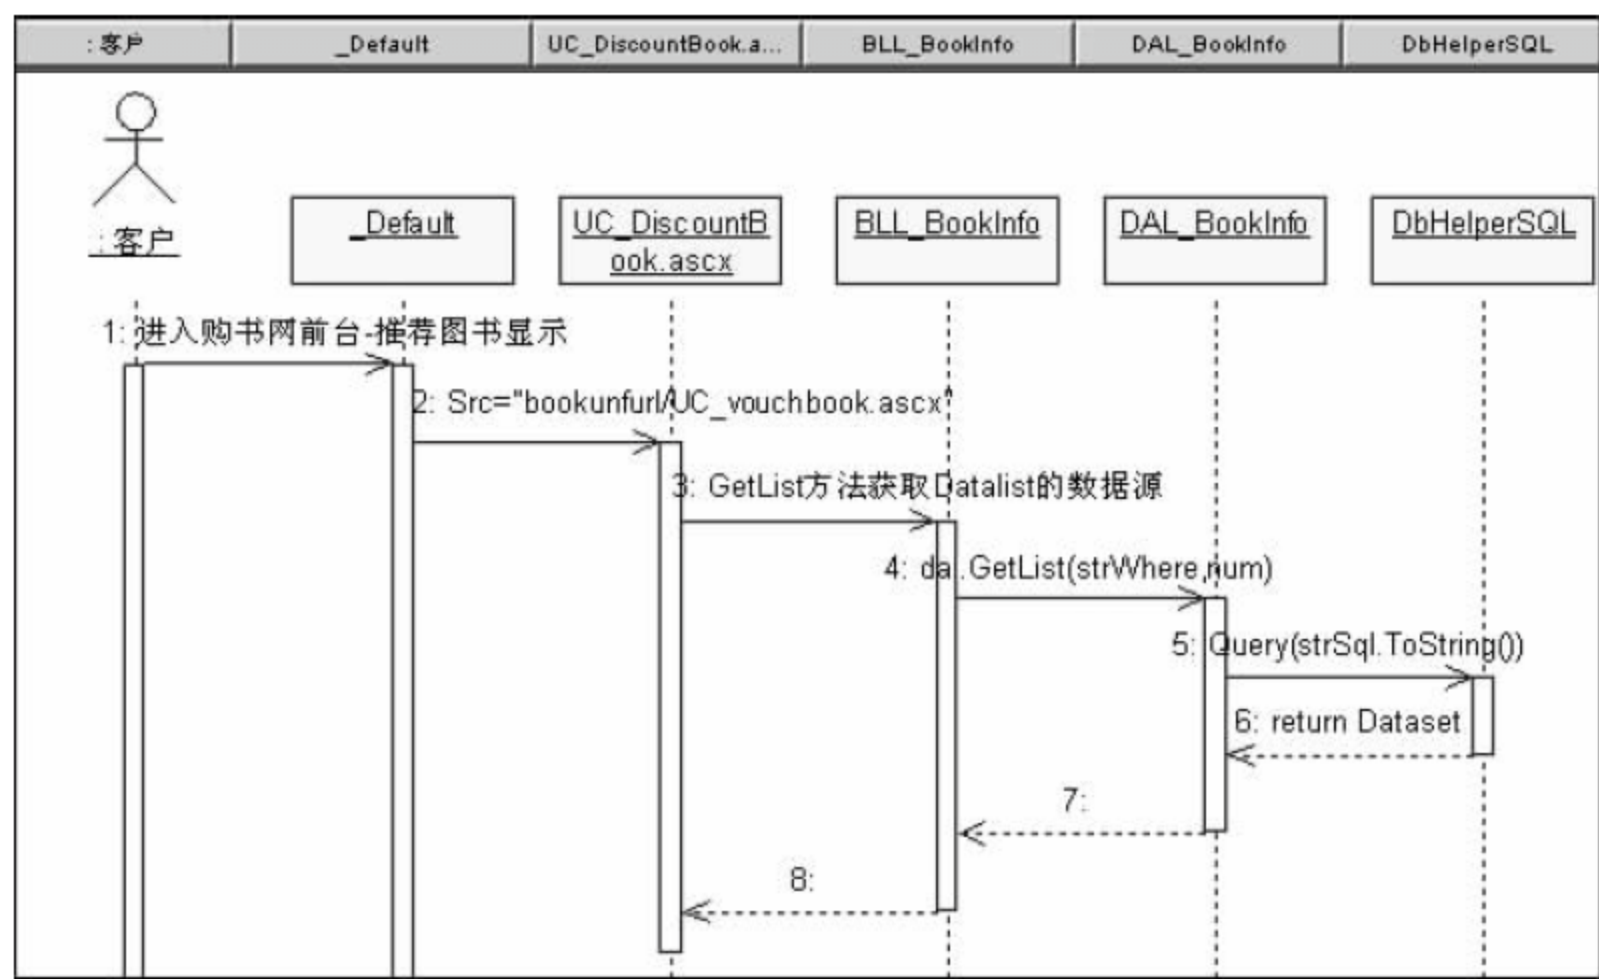 : 客户
_Default
UC_DiscountBook.a...
BLL_BookInfo
DAL_BookInfo
DbHelperSQL
: 客户
_Default
UC_DiscountB
ook.ascx
BLL_BookInfo
DAL_BookInfo
DbHelperSQL
1: 进入购书网前台-推荐图书显示
2: Src="bookunfurl/UC_vouchbook.ascx"
3: GetList方法获取Datalist的数据源
4: dal.GetList(strWhere,num)
5: Query(strSql.ToString())
6: return Dataset
7:
8: